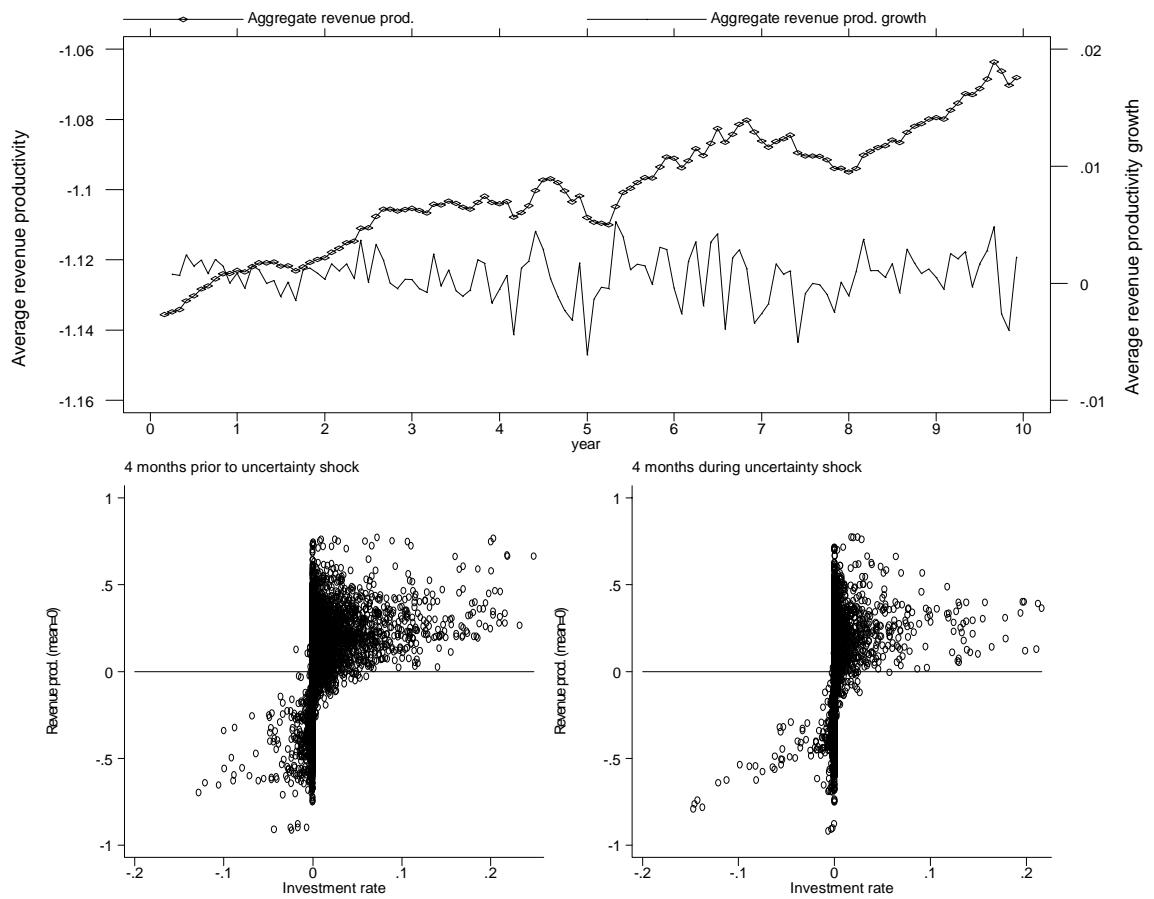 Aggregate revenue prod. Aggregate revenue prod. growth
-1.06 .02
-1.08
-1.1 .01
-1.12 0
-1.14
-1.16 -.01
Average revenue productivity
Average revenue productivity growth
0 1 2 3 4 5 6 7 8 9 10
year
4 months prior to uncertainty shock
1
.5
0
-.5
-1
Revenue prod. (mean=0)
-.2 -.1 0 .1 .2
Investment rate
4 months during uncertainty shock
1
.5
0
-.5
-1
Revenue prod. (mean=0)
-.2 -.1 0 .1 .2
Investment rate